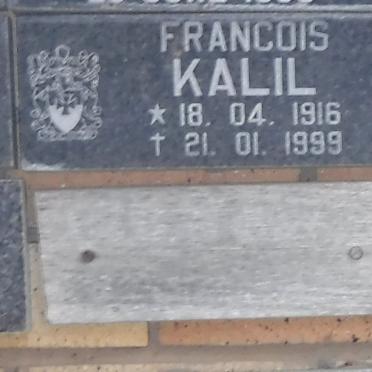 FRANCOIS
KALIL
* 18. 04. 1916
† 21. 01. 1999